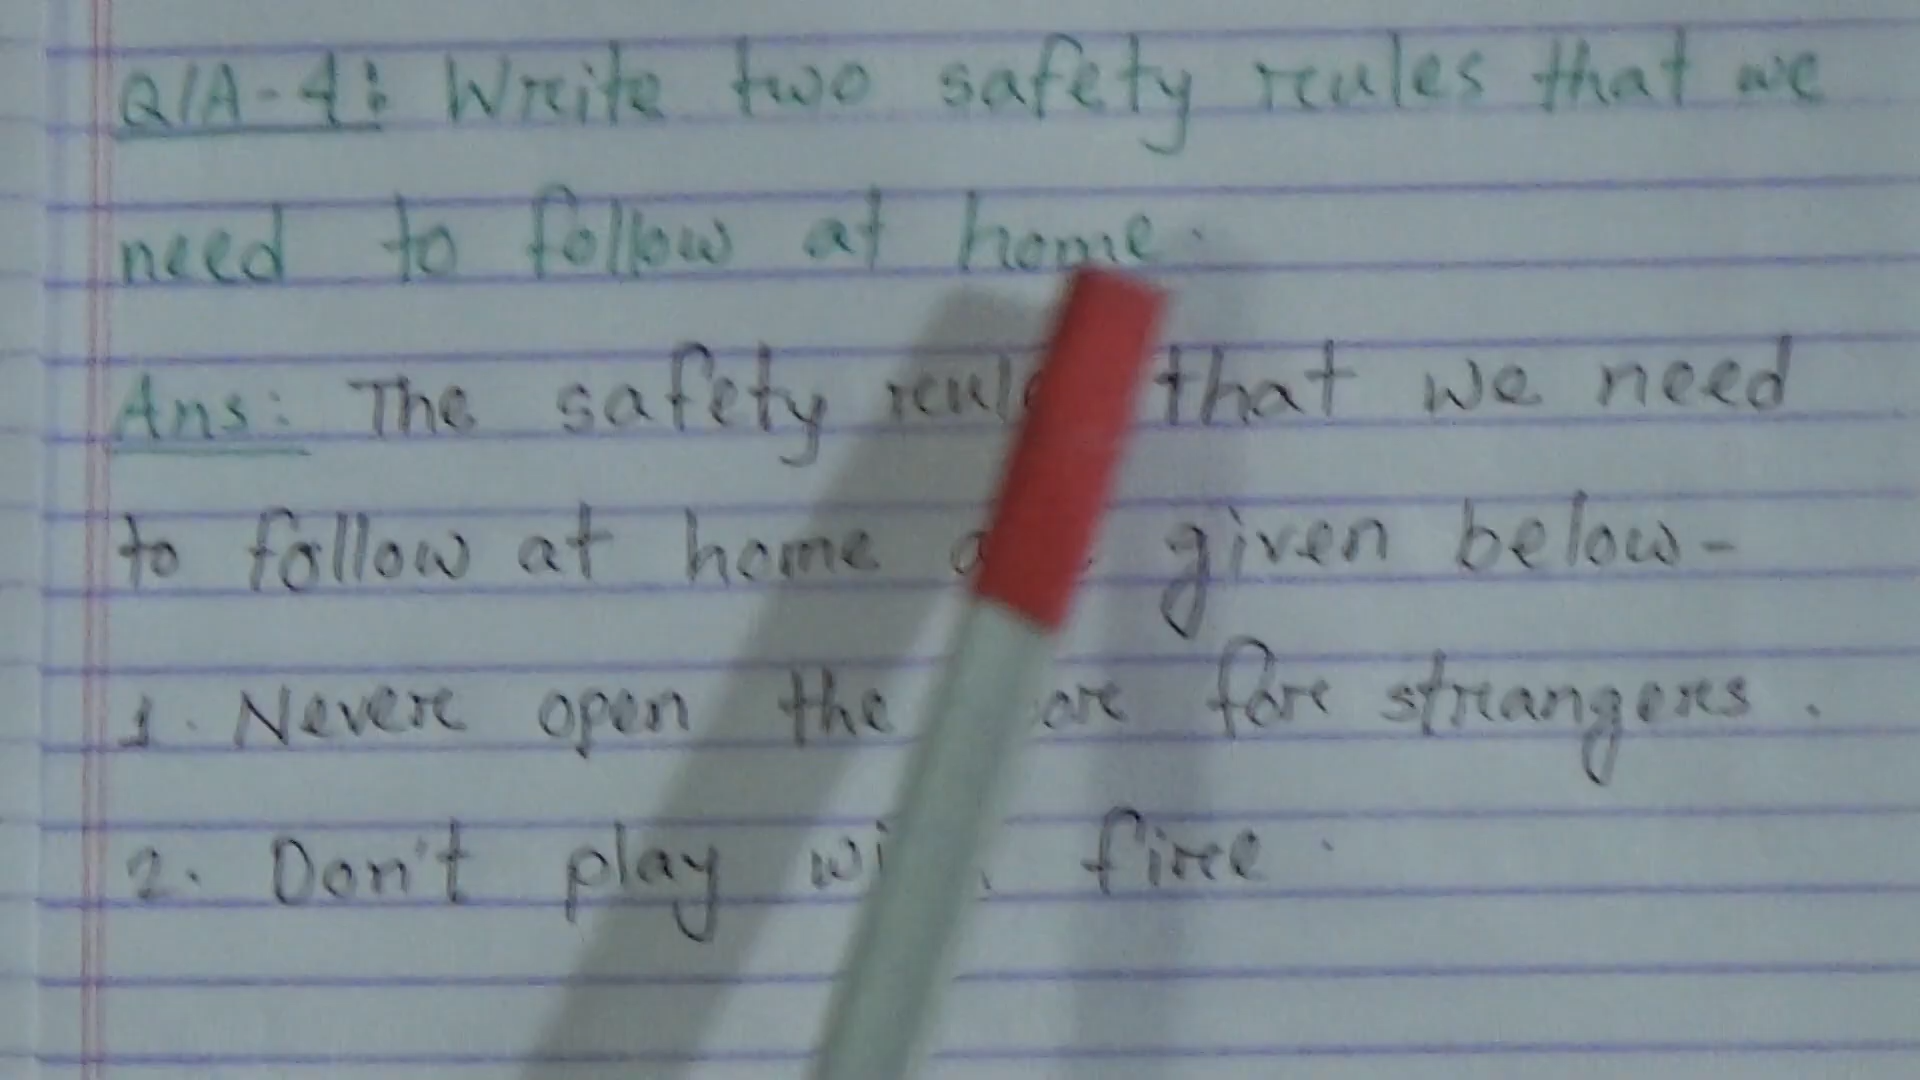 Q/A-4: Write two safety rules that we
need to follow at home.
Ans: The safety that we need
to follow at home given below-
1. Never open the for strangers.
2. Don't play fire.